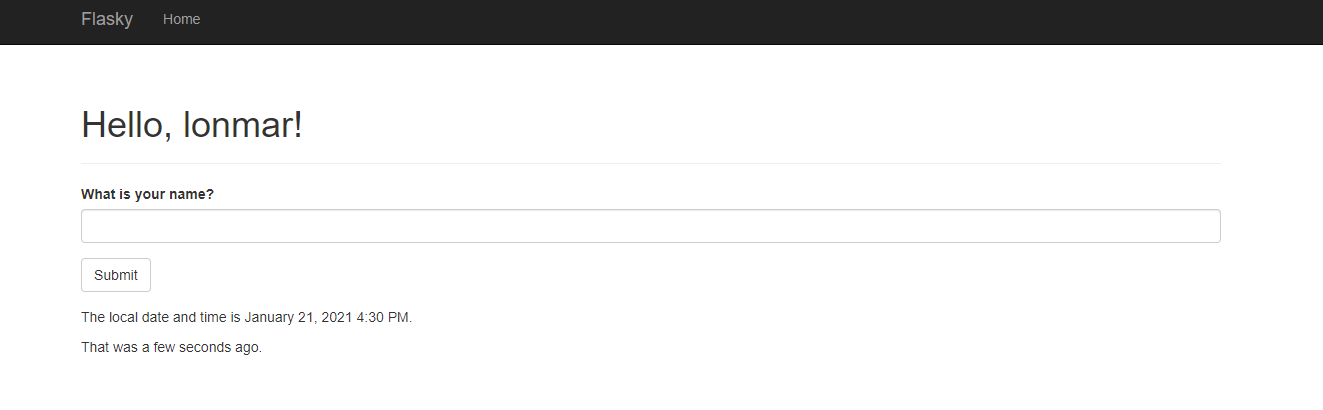 Flasky Home
Hello, lonmar!
What is your name?
Submit
The local date and time is January 21, 2021 4:30 PM.
That was a few seconds ago.